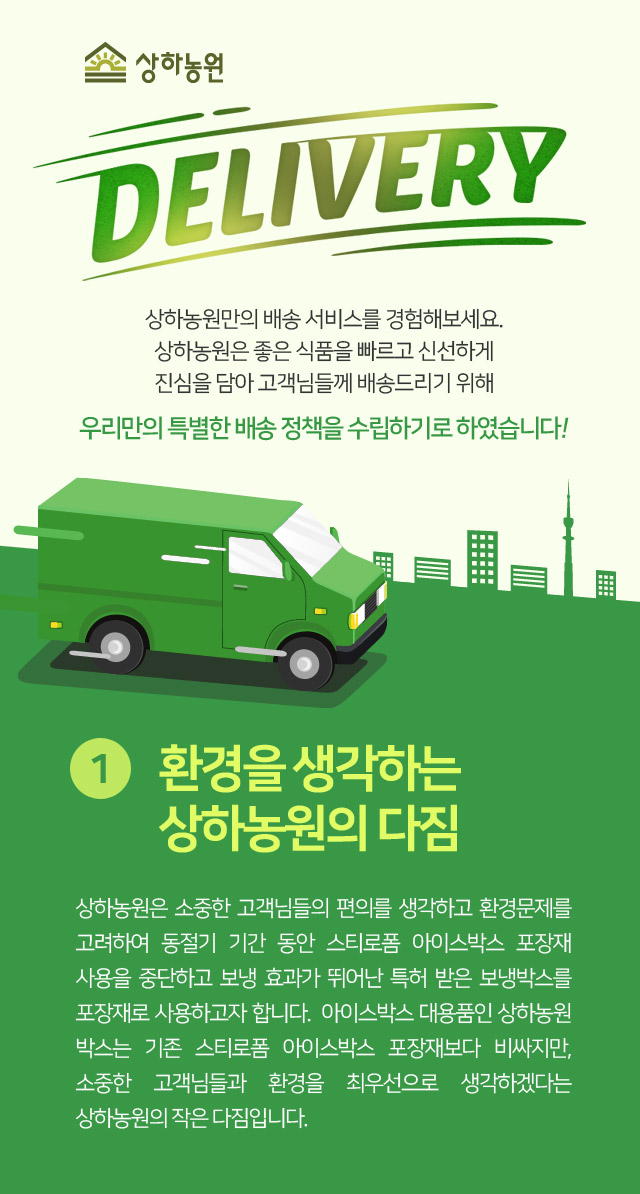 상하농원
DELIVERY
상하농원만의 배송 서비스를 경험해보세요.
상하농원은 좋은 식품을 빠르고 신선하게
진심을 담아 고객님들께 배송드리기 위해
우리만의 특별한 배송 정책을 수립하기로 하였습니다!
1 환경을 생각하는
상하농원의 다짐
상하농원은 소중한 고객님들의 편의를 생각하고 환경문제를
고려하여 동절기 기간 동안 스티로폼 아이스박스 포장재
사용을 중단하고 보냉 효과가 뛰어난 특허 받은 보냉박스를
포장재로 사용하고자 합니다. 아이스박스 대용품인 상하농원
박스는 기존 스티로폼 아이스박스 포장재보다 비싸지만,
소중한 고객님들과 환경을 최우선으로 생각하겠다는
상하농원의 작은 다짐입니다.